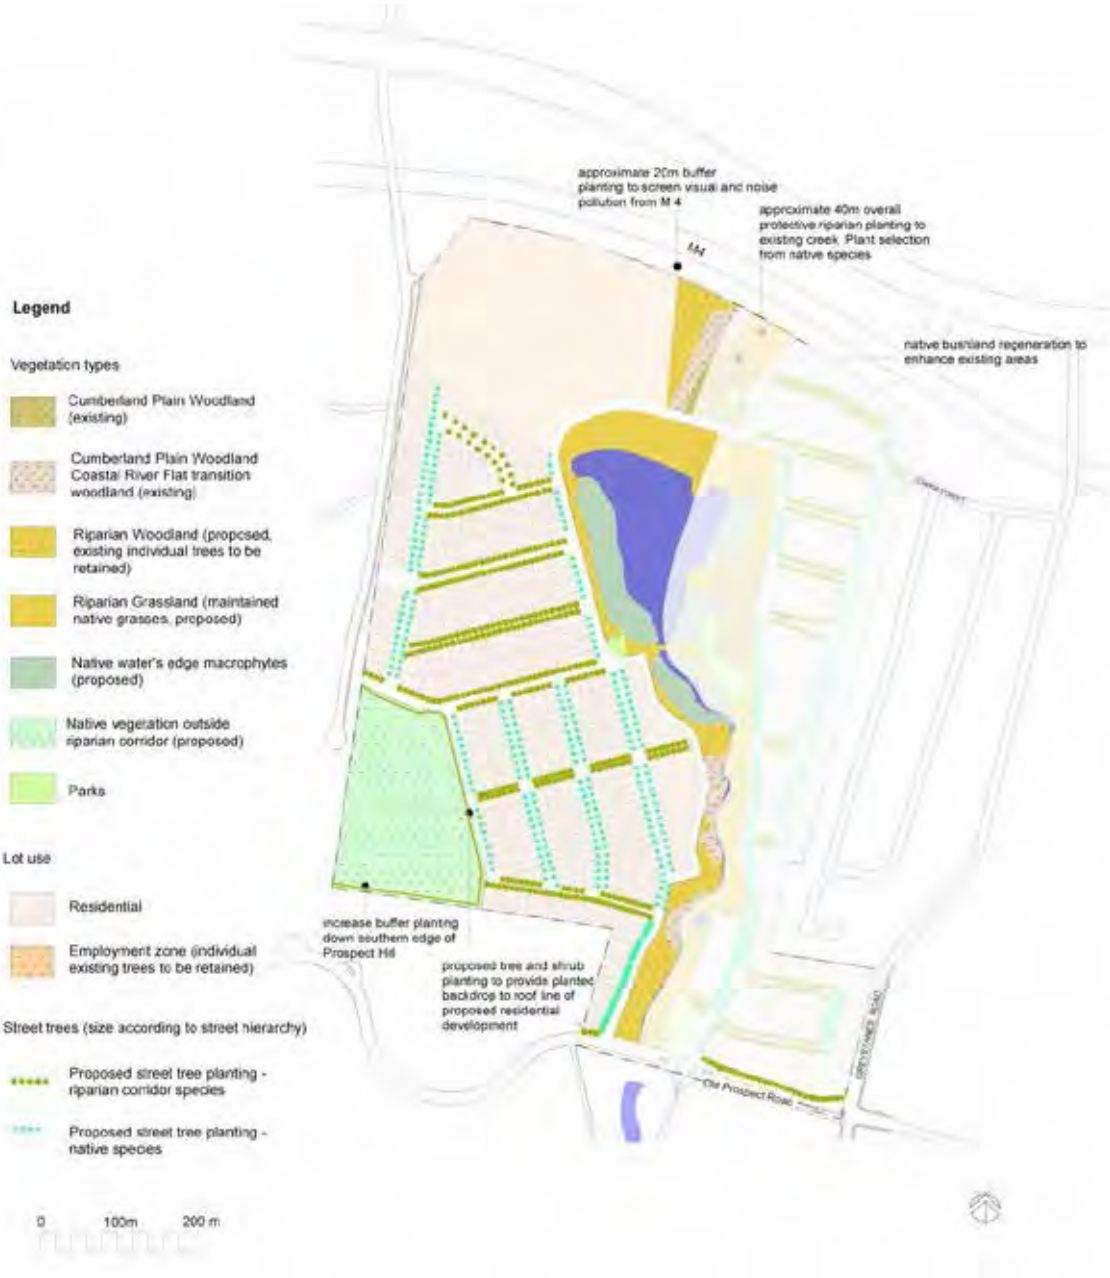 approximate 20m buffer
planting to screen visual and noise
pollution from M 4
approximate 40m overall
protective riparian planting to
existing creek. Plant selection
from native species
M4
native bushland regeneration to
enhance existing areas
Legend
Vegetation types
Cumberland Plain Woodland
(existing)
Cumberland Plain Woodland
Coastal River Flat transition
woodland (existing)
Riparian Woodland (proposed,
existing individual trees to be
retained)
Riparian Grassland (maintained
native grasses, proposed)
Native water's edge macrophytes
(proposed)
Native vegetation outside
riparian corridor (proposed)
Parks
Lot use
Residential
Employment zone (individual
existing trees to be retained)
Street trees (size according to street hierarchy)
Proposed street tree planting -
riparian corridor species
Proposed street tree planting -
native species
0 100m 200 m
increase buffer planting
down southern edge of
Prospect Hill
proposed tree and shrub
planting to provide planted
backdrop to roof line of
proposed residential
development
GREYSTANES ROAD
Old Prospect Road